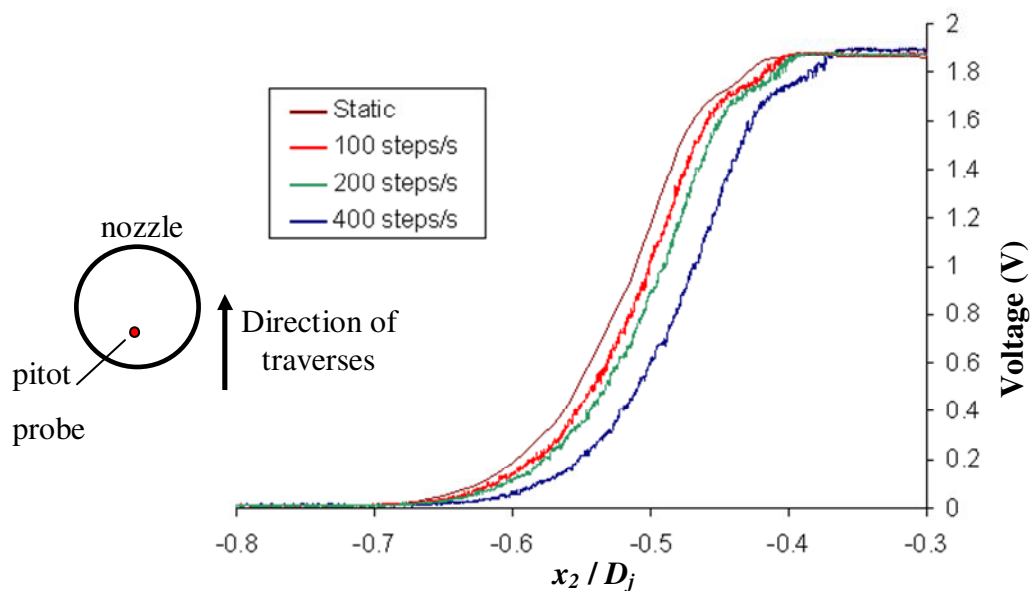 Static
100 steps/s
200 steps/s
400 steps/s
nozzle
Direction of
traverses
pitot
probe
2
1.8
1.6
1.4
1.2
1
0.8
0.6
0.4
0.2
0
Voltage (V)
-0.8 -0.7 -0.6 -0.5 -0.4 -0.3
x2 / Dj